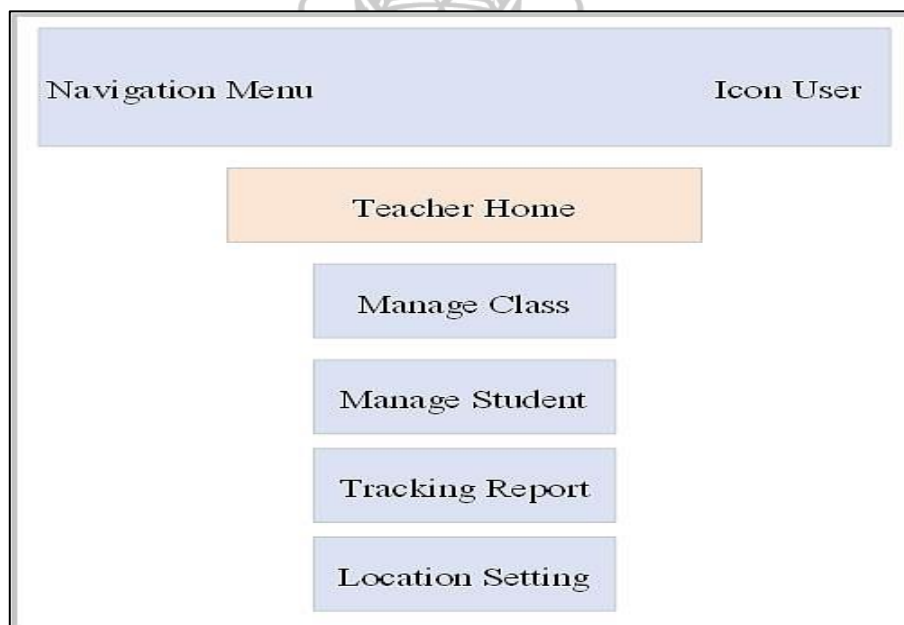 Navigation Menu Icon User
Teacher Home
Manage Class
Manage Student
Tracking Report
Location Setting